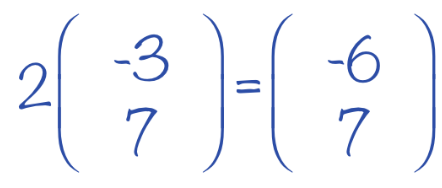 2 ( -3 ) = ( -6 )
  ( 7 )   ( 7 )